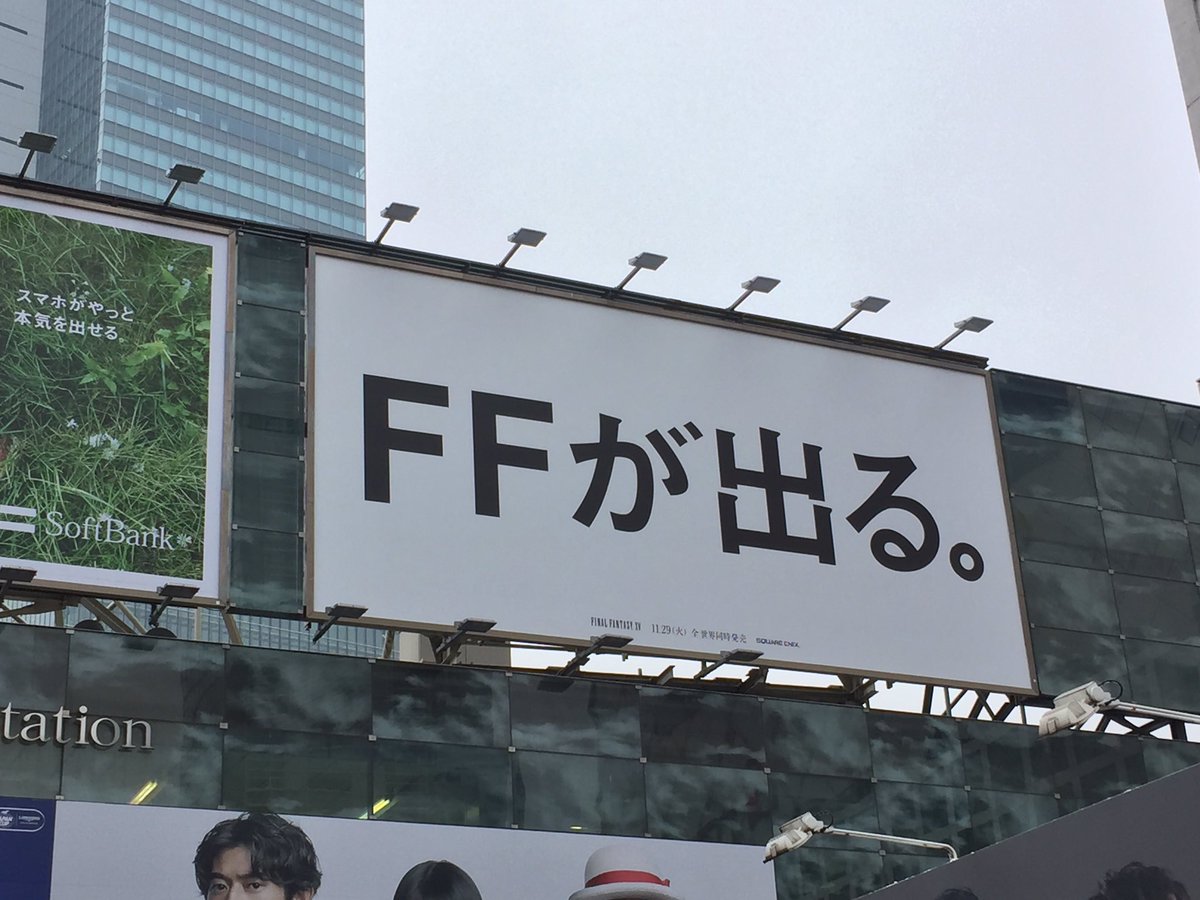 スマホがやっと
本気を出せる。
SoftBank
FFが出る。
FINAL FANTASY XV 11.29(火) 全世界同時発売 SQUARE ENIX
tation